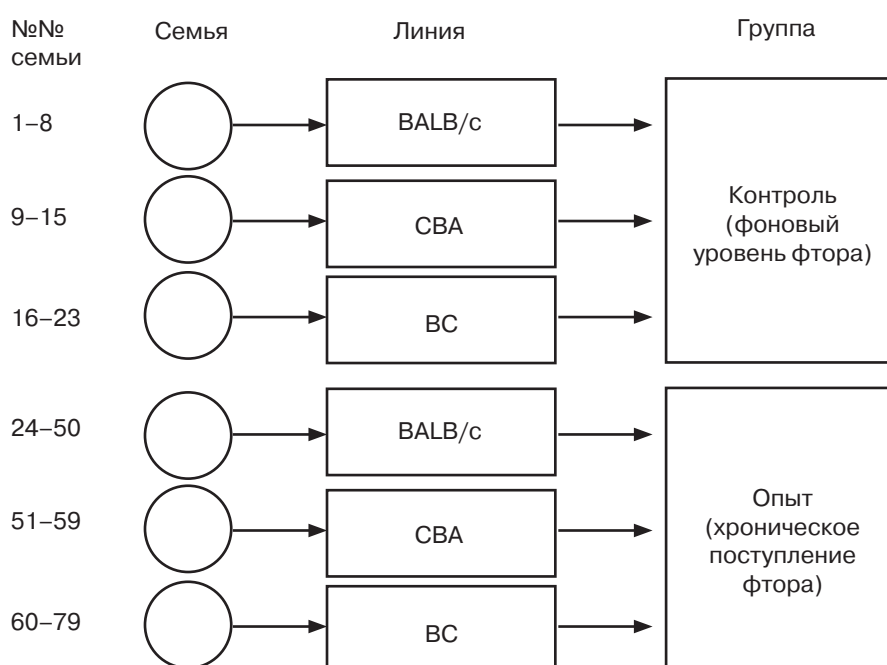 №№ семьи
Семья
Линия
Группа
1–8
BALB/c
9–15
CBA
16–23
BC
Контроль
(фоновый
уровень фтора)
24–50
BALB/c
51–59
CBA
60–79
BC
Опыт
(хроническое
поступление
фтора)